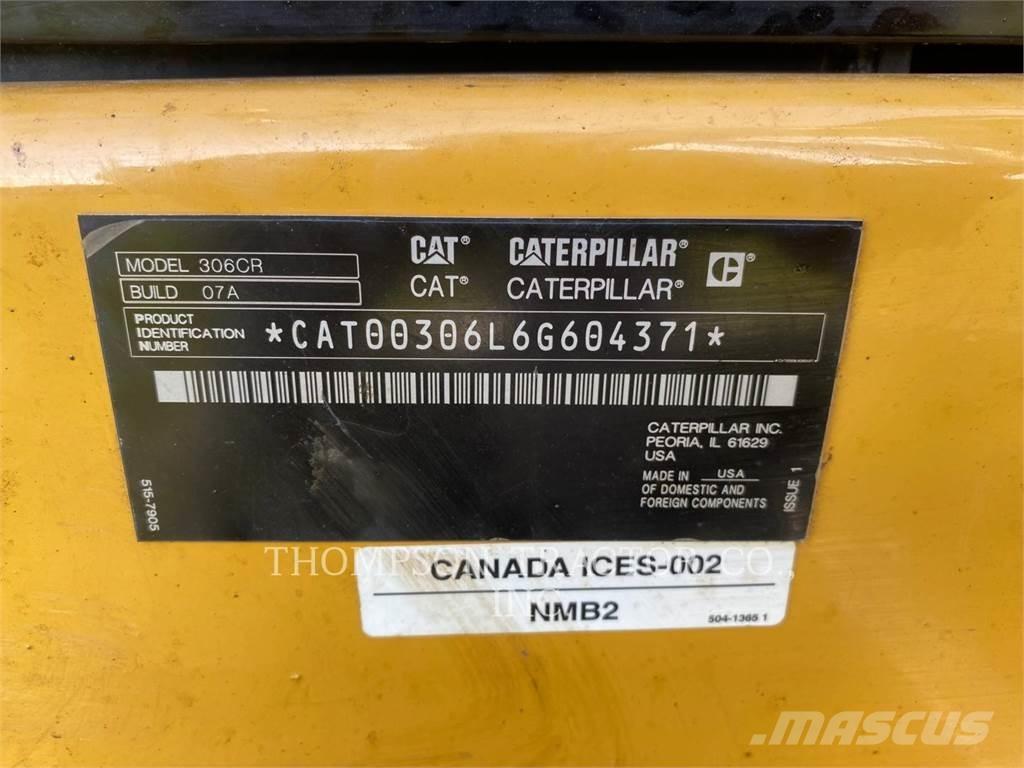 CAT® CATERPILLAR® C®
CAT® CATERPILLAR®
MODEL 306CR
BUILD 07A
PRODUCT
IDENTIFICATION
NUMBER
*CAT00306L6G604371*
CATERPILLAR INC.
PEORIA, IL 61629
USA
MADE IN USA
OF DOMESTIC AND
FOREIGN COMPONENTS
ISSUE 1
515-7905
CANADA ICES-002
NMB2
504-1365 1
THOMPSON TRACTOR CO.,
INC.
MASCUS